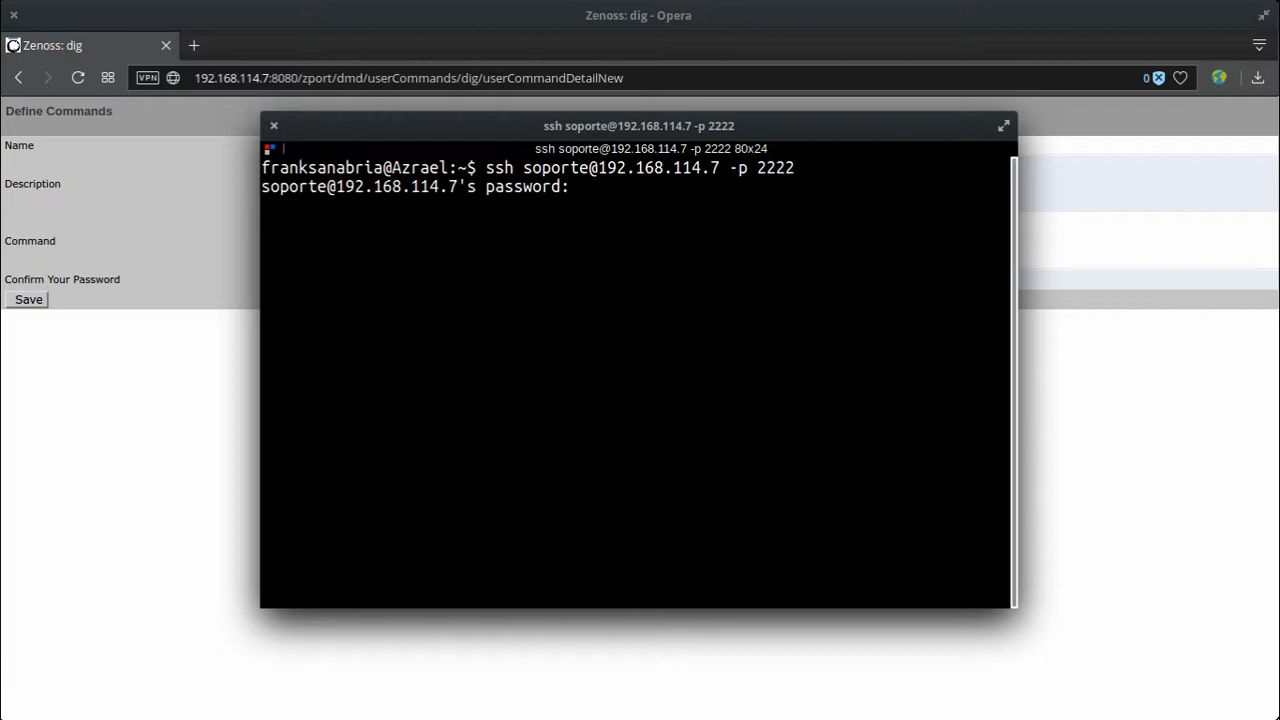 Zenoss: dig - Opera
Zenoss: dig
VPN 192.168.114.7:8080/zport/dmd/userCommands/dig/userCommandDetailNew 0
Define Commands
ssh soporte@192.168.114.7 -p 2222
Name
ssh soporte@192.168.114.7 -p 2222 80x24
franksanabria@Azrael:~$ ssh soporte@192.168.114.7 -p 2222
Description
soporte@192.168.114.7's password:
Command
Confirm Your Password
Save